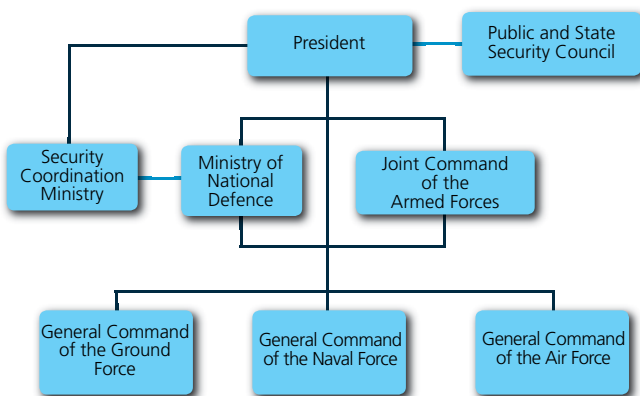 President
Public and State
Security Council
Security
Coordination
Ministry
Ministry of
National
Defence
Joint Command
of the
Armed Forces
General Command
of the Ground
Force
General Command
of the Naval Force
General Command
of the Air Force